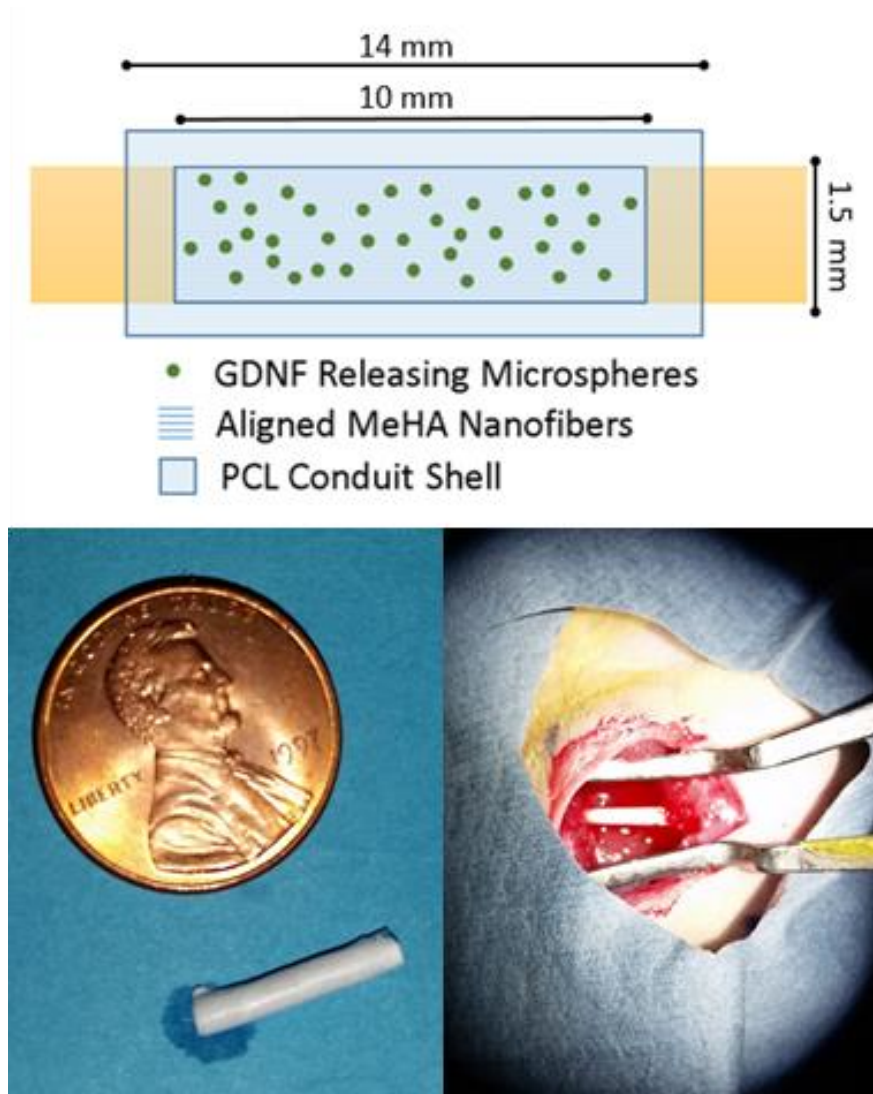 14 mm
10 mm
1.5 mm
GDNF Releasing Microspheres
Aligned MeHA Nanofibers
PCL Conduit Shell
LIBERTY
1997